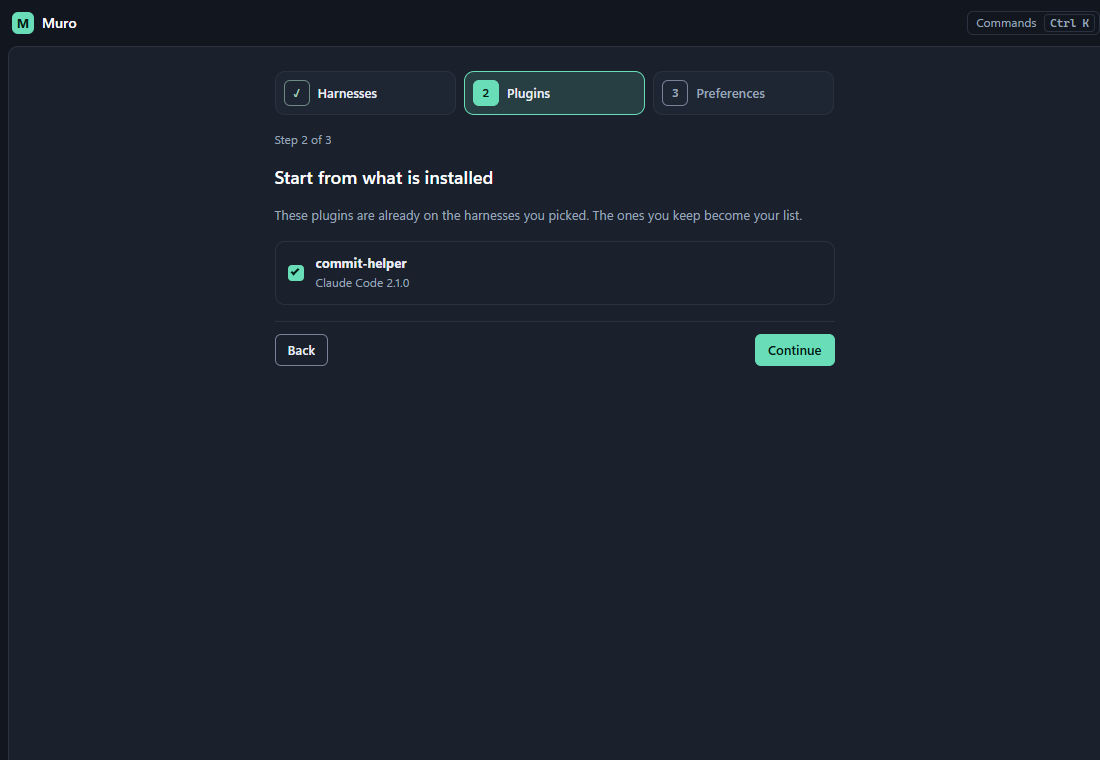 M Muro
Commands Ctrl K
✓ Harnesses
2 Plugins
3 Preferences
Step 2 of 3
Start from what is installed
These plugins are already on the harnesses you picked. The ones you keep become your list.
commit-helper
Claude Code 2.1.0
Back
Continue